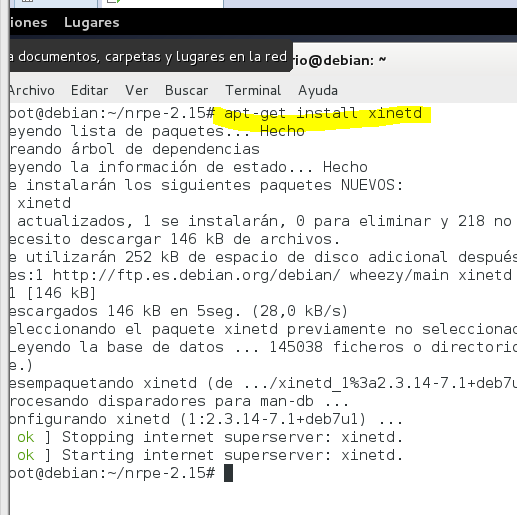 iones Lugares
a documentos, carpetas y lugares en la red
rio@debian: ~
Archivo Editar Ver Buscar Terminal Ayuda
oot@debian:~/nrpe-2.15# apt-get install xinetd
eyendo lista de paquetes... Hecho
reando árbol de dependencias
eyendo la información de estado... Hecho
e instalarán los siguientes paquetes NUEVOS:
xinetd
actualizados, 1 se instalarán, 0 para eliminar y 218 no
ecesito descargar 146 kB de archivos.
e utilizarán 252 kB de espacio de disco adicional después
es:1 http://ftp.es.debian.org/debian/ wheezy/main xinetd
1 [146 kB]
escargados 146 kB en 5seg. (28,0 kB/s)
eleccionando el paquete xinetd previamente no seleccionad
Leyendo la base de datos ... 145038 ficheros o directorio
e.)
esempaquetando xinetd (de .../xinetd_1%3a2.3.14-7.1+deb7u
rocesando disparadores para man-db ...
onfigurando xinetd (1:2.3.14-7.1+deb7u1) ...
ok ] Stopping internet superserver: xinetd.
ok ] Starting internet superserver: xinetd.
oot@debian:~/nrpe-2.15#